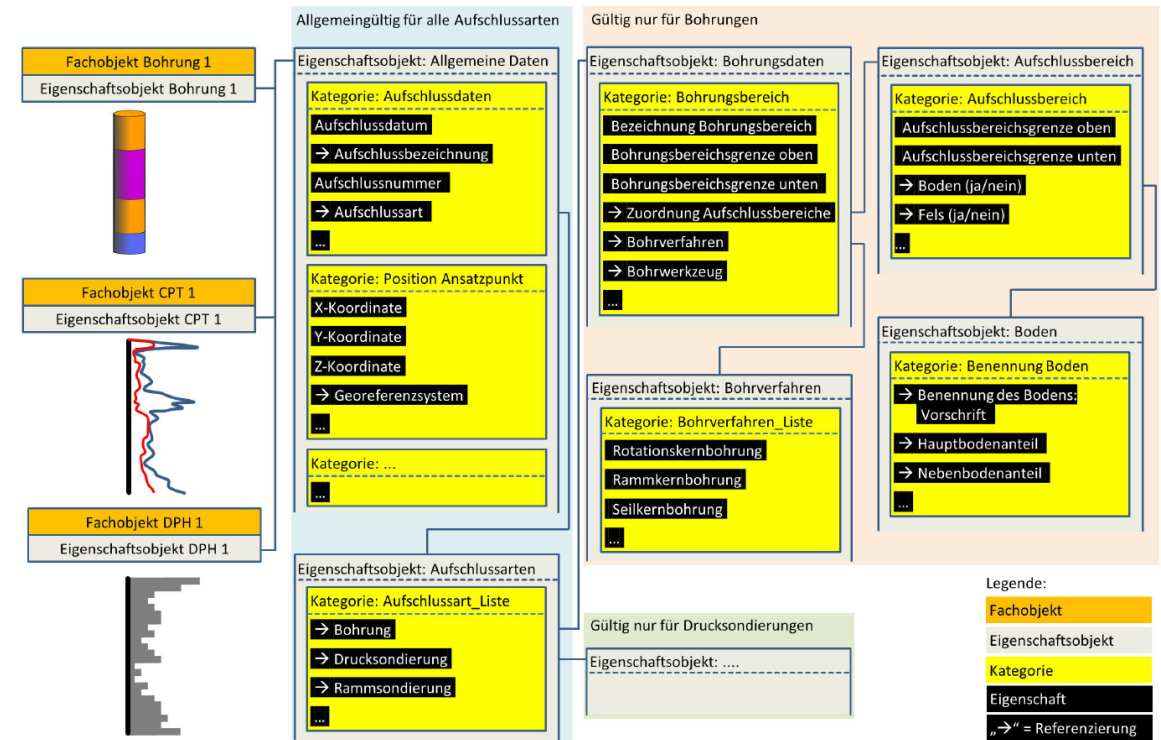 Allgemeingültig für alle Aufschlussarten
Gültig nur für Bohrungen
Fachobjekt Bohrung 1
Eigenschaftsobjekt Bohrung 1
Fachobjekt CPT 1
Eigenschaftsobjekt CPT 1
Fachobjekt DPH 1
Eigenschaftsobjekt DPH 1
Eigenschaftsobjekt: Allgemeine Daten
Kategorie: Aufschlussdaten
Aufschlussdatum
→ Aufschlussbezeichnung
Aufschlussnummer
→ Aufschlussart
...
Kategorie: Position Ansatzpunkt
X-Koordinate
Y-Koordinate
Z-Koordinate
→ Georeferenzsystem
...
Kategorie: ...
...
Eigenschaftsobjekt: Aufschlussarten
Kategorie: Aufschlussart_Liste
→ Bohrung
→ Drucksondierung
→ Rammsondierung
...
Eigenschaftsobjekt: Bohrungsdaten
Kategorie: Bohrungsbereich
Bezeichnung Bohrungsbereich
Bohrungsbereichsgrenze oben
Bohrungsbereichsgrenze unten
→ Zuordnung Aufschlussbereiche
→ Bohrverfahren
→ Bohrwerkzeug
...
Eigenschaftsobjekt: Bohrverfahren
Kategorie: Bohrverfahren_Liste
Rotationskernbohrung
Rammkernbohrung
Seilkernbohrung
...
Eigenschaftsobjekt: Aufschlussbereich
Kategorie: Aufschlussbereich
Aufschlussbereichsgrenze oben
Aufschlussbereichsgrenze unten
→ Boden (ja/nein)
→ Fels (ja/nein)
...
Eigenschaftsobjekt: Boden
Kategorie: Benennung Boden
→ Benennung des Bodens:
Vorschrift
→ Hauptbodenanteil
→ Nebenbodenanteil
...
Gültig nur für Drucksondierungen
Eigenschaftsobjekt: ....
Legende:
Fachobjekt
Eigenschaftsobjekt
Kategorie
Eigenschaft
„→“ = Referenzierung